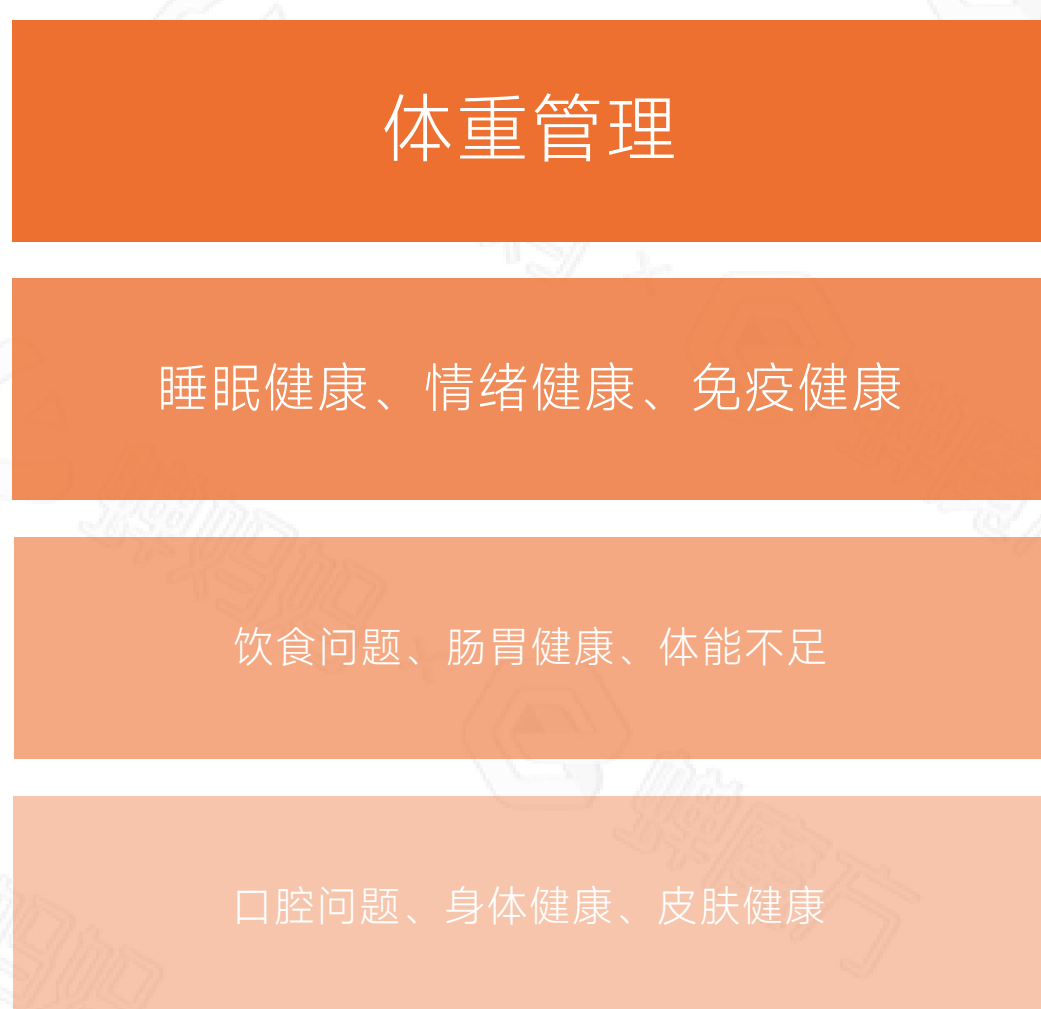 体重管理
睡眠健康、情绪健康、免疫健康
饮食问题、肠胃健康、体能不足
口腔问题、身体健康、皮肤健康